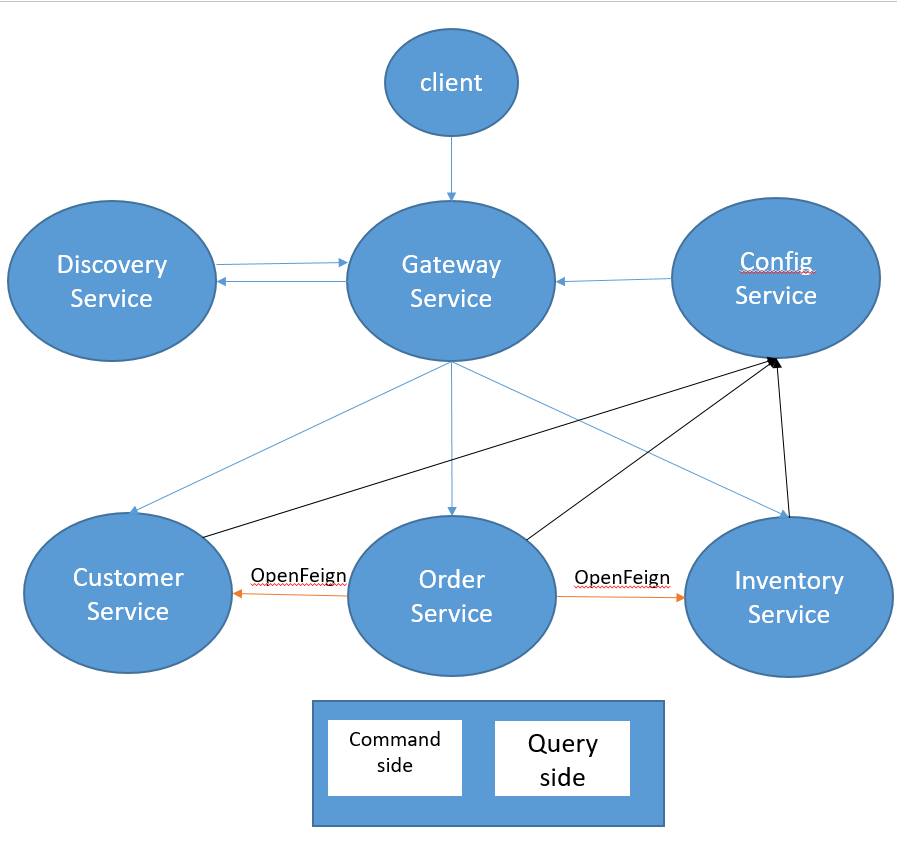 client
Discovery
Service
Gateway
Service
Config
Service
Customer
Service
OpenFeign
Order
Service
OpenFeign
Inventory
Service
Command
side
Query
side